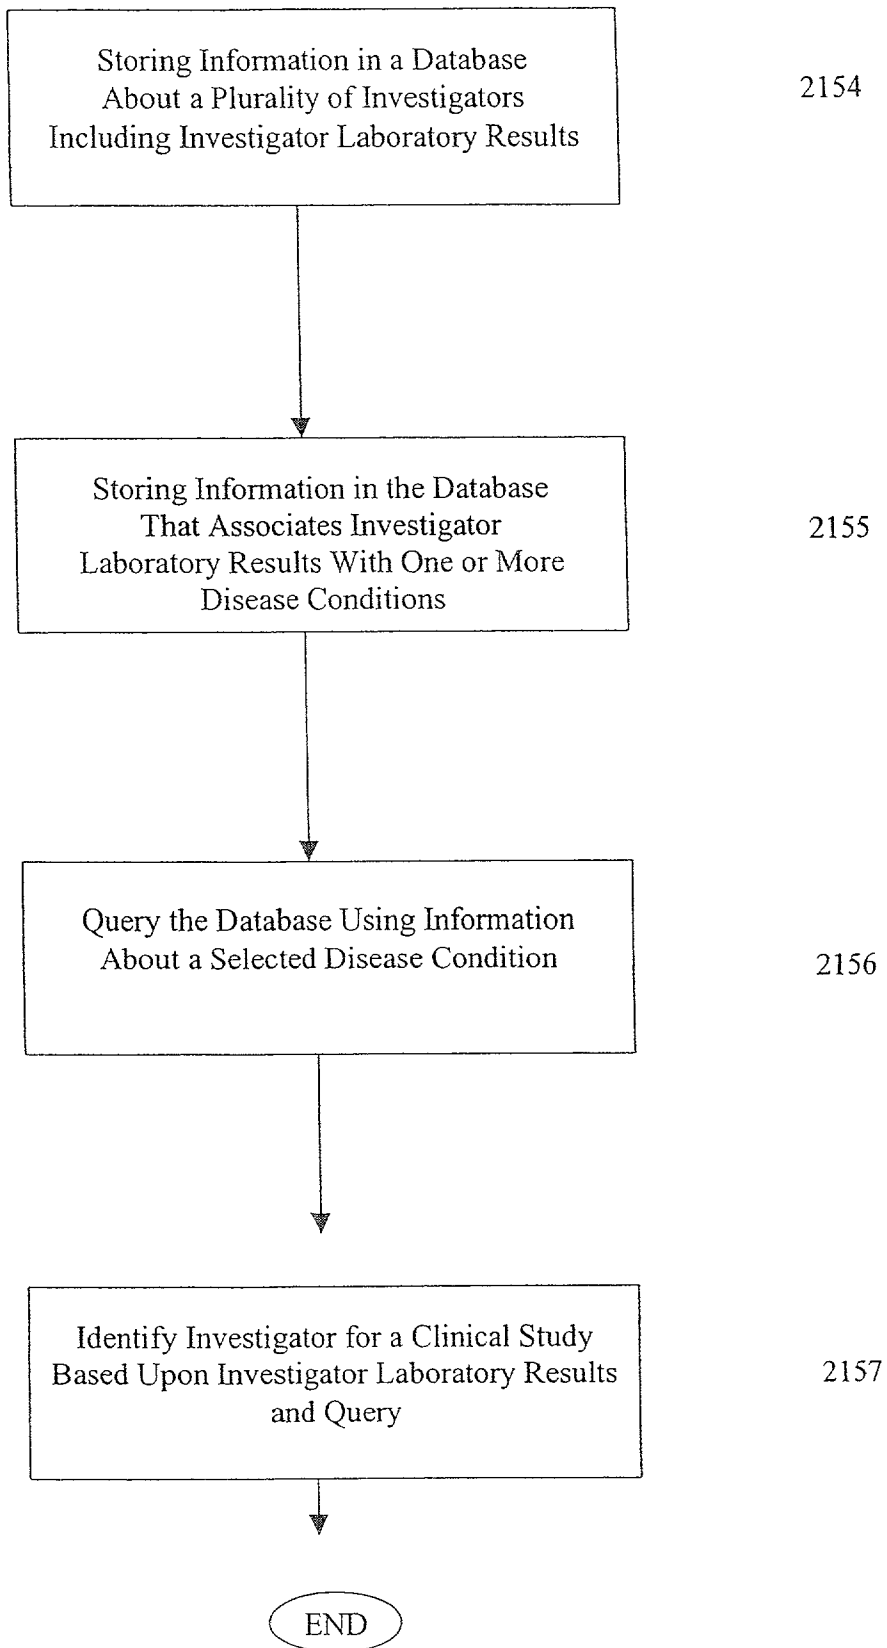 Storing Information in a Database
About a Plurality of Investigators
Including Investigator Laboratory Results
2154
Storing Information in the Database
That Associates Investigator
Laboratory Results With One or More
Disease Conditions
2155
Query the Database Using Information
About a Selected Disease Condition
2156
Identify Investigator for a Clinical Study
Based Upon Investigator Laboratory Results
and Query
2157
END